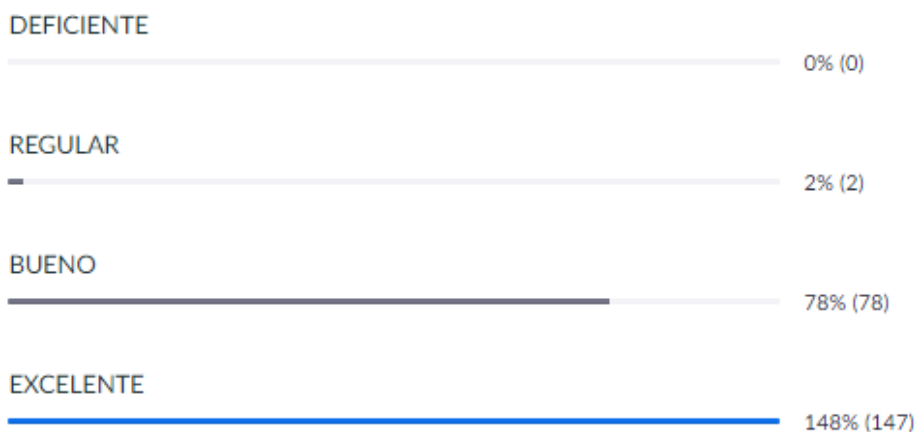 DEFICIENTE
0% (0)
REGULAR
2% (2)
BUENO
78% (78)
EXCELENTE
148% (147)